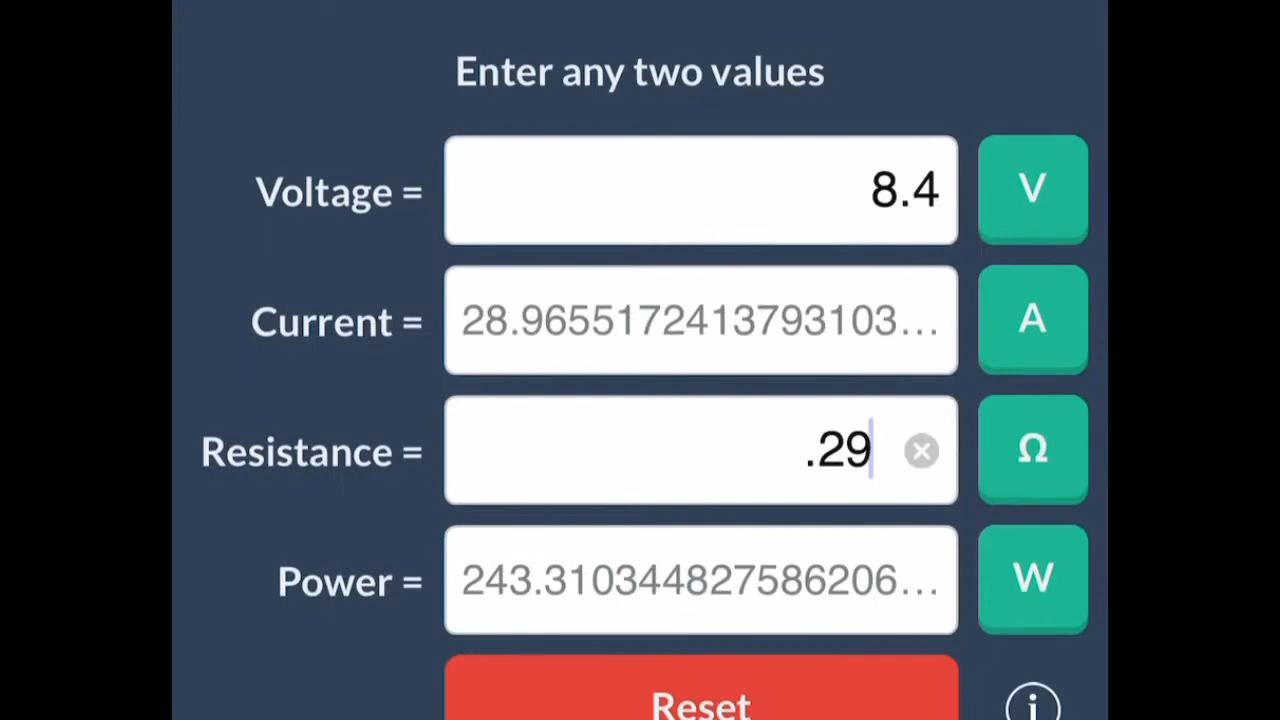 Enter any two values
Voltage = 8.4 V
Current = 28.9655172413793103... A
Resistance = .29 Ω
Power = 243.310344827586206... W
Reset i